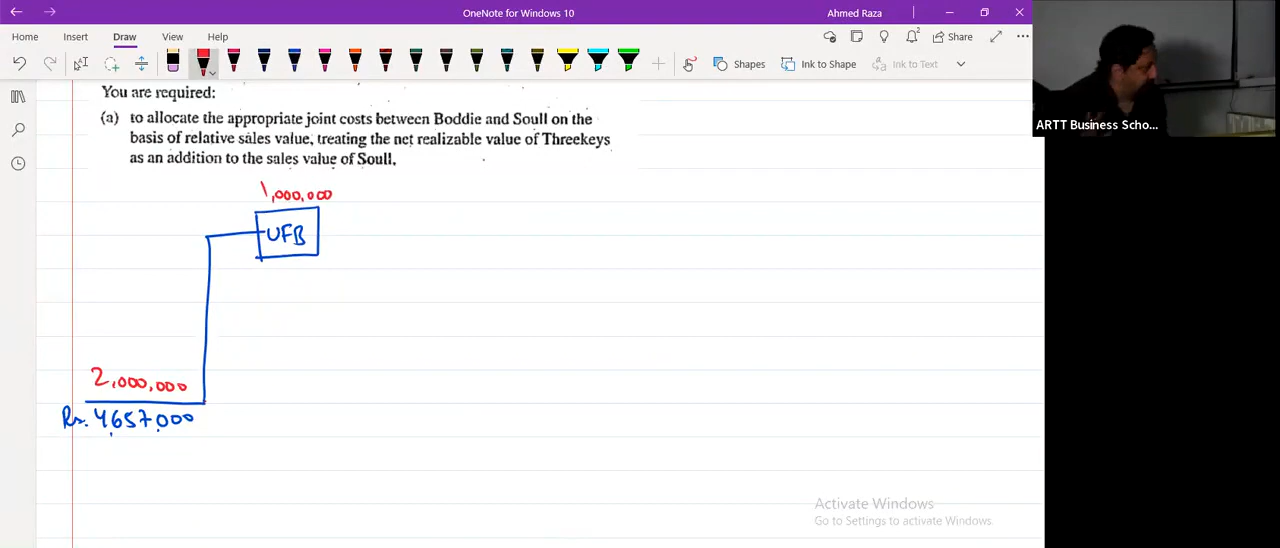 OneNote for Windows 10
Ahmed Raza
Home Insert Draw View Help
Share
Shapes
Ink to Shape
Ink to Text
ARTT Business Scho...
You are required:
(a) to allocate the appropriate joint costs between Boddie and Soull on the
basis of relative sales value, treating the net realizable value of Threekeys
as an addition to the sales value of Soull.
1,000,000
UFB
2,000,000
Rs. 4,657,000
Activate Windows
Go to Settings to activate Windows.